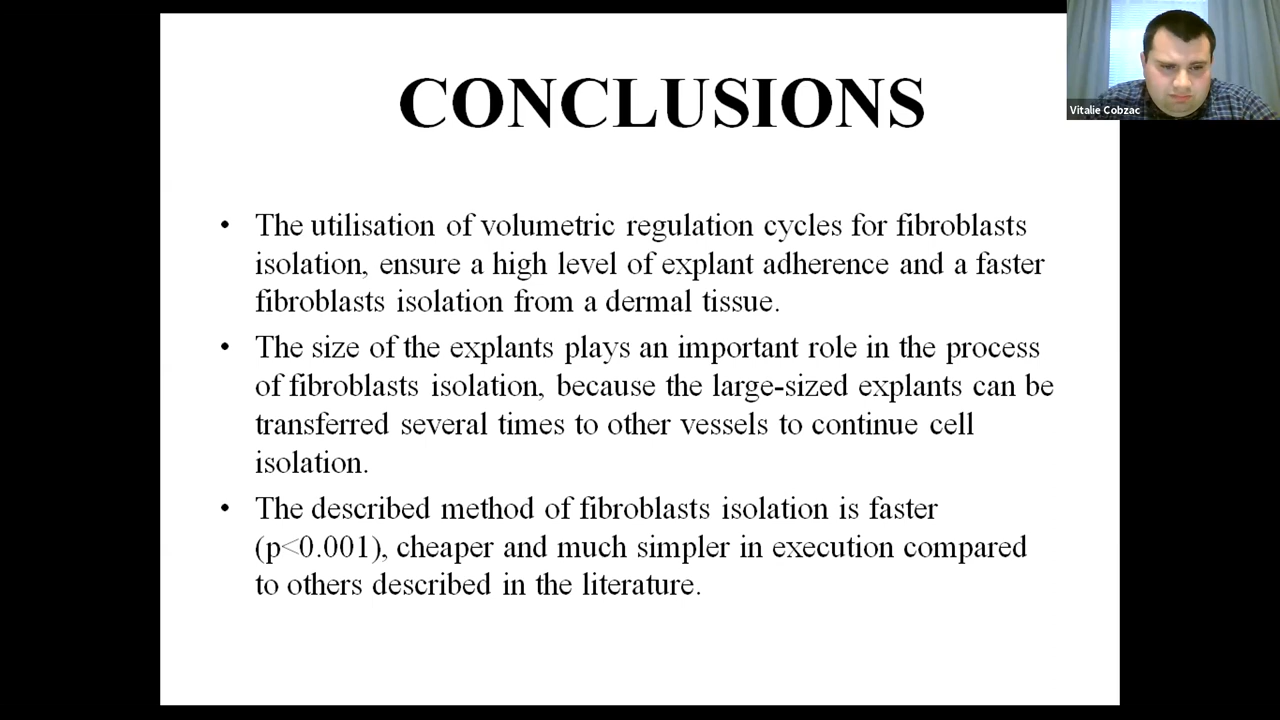 CONCLUSIONS
Vitalie Cobzac
• The utilisation of volumetric regulation cycles for fibroblasts
isolation, ensure a high level of explant adherence and a faster
fibroblasts isolation from a dermal tissue.
• The size of the explants plays an important role in the process
of fibroblasts isolation, because the large-sized explants can be
transferred several times to other vessels to continue cell
isolation.
• The described method of fibroblasts isolation is faster
(p<0.001), cheaper and much simpler in execution compared
to others described in the literature.